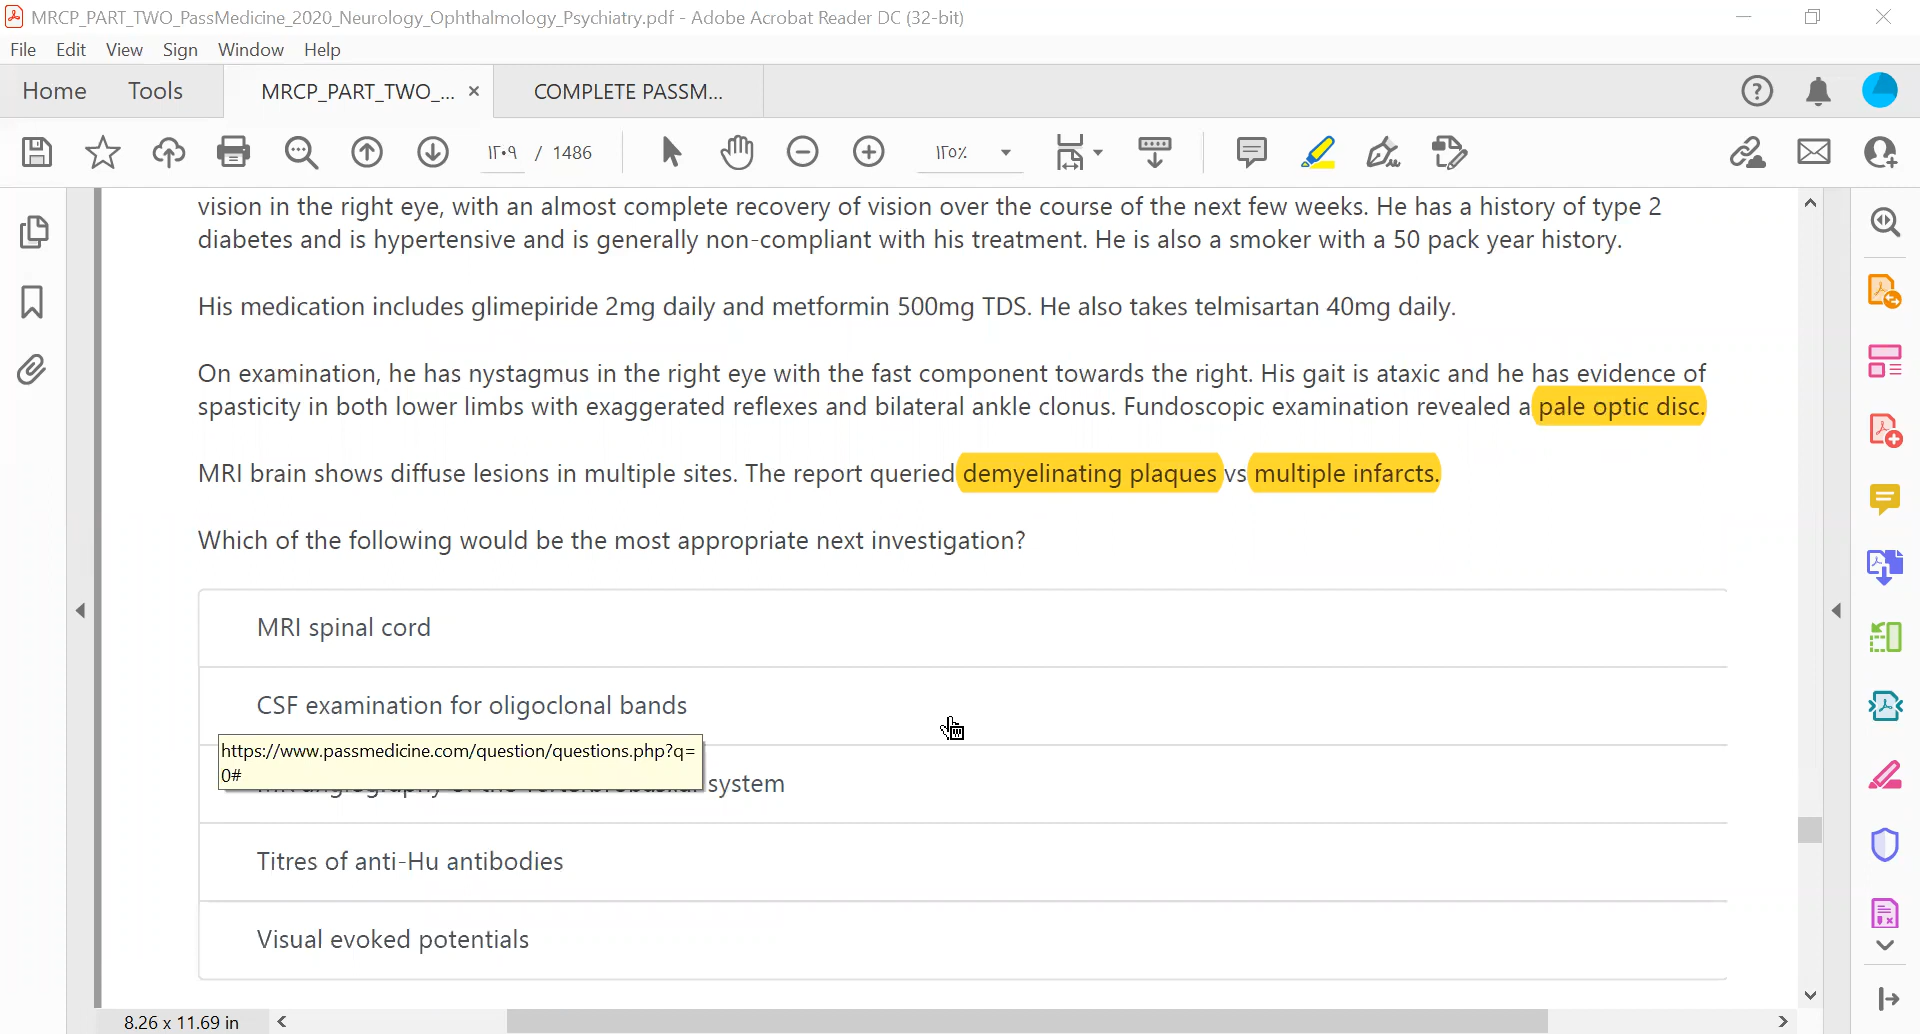 MRCP_PART_TWO_PassMedicine_2020_Neurology_Ophthalmology_Psychiatry.pdf - Adobe Acrobat Reader DC (32-bit)
File Edit View Sign Window Help
Home Tools MRCP_PART_TWO_... × COMPLETE PASSM...
١٢٠٩ / 1486 ١٢٥٪
vision in the right eye, with an almost complete recovery of vision over the course of the next few weeks. He has a history of type 2
diabetes and is hypertensive and is generally non-compliant with his treatment. He is also a smoker with a 50 pack year history.
His medication includes glimepiride 2mg daily and metformin 500mg TDS. He also takes telmisartan 40mg daily.
On examination, he has nystagmus in the right eye with the fast component towards the right. His gait is ataxic and he has evidence of
spasticity in both lower limbs with exaggerated reflexes and bilateral ankle clonus. Fundoscopic examination revealed a pale optic disc.
MRI brain shows diffuse lesions in multiple sites. The report queried demyelinating plaques vs multiple infarcts.
Which of the following would be the most appropriate next investigation?
MRI spinal cord
CSF examination for oligoclonal bands
https://www.passmedicine.com/question/questions.php?q=
0#
system
Titres of anti-Hu antibodies
Visual evoked potentials
8.26 x 11.69 in